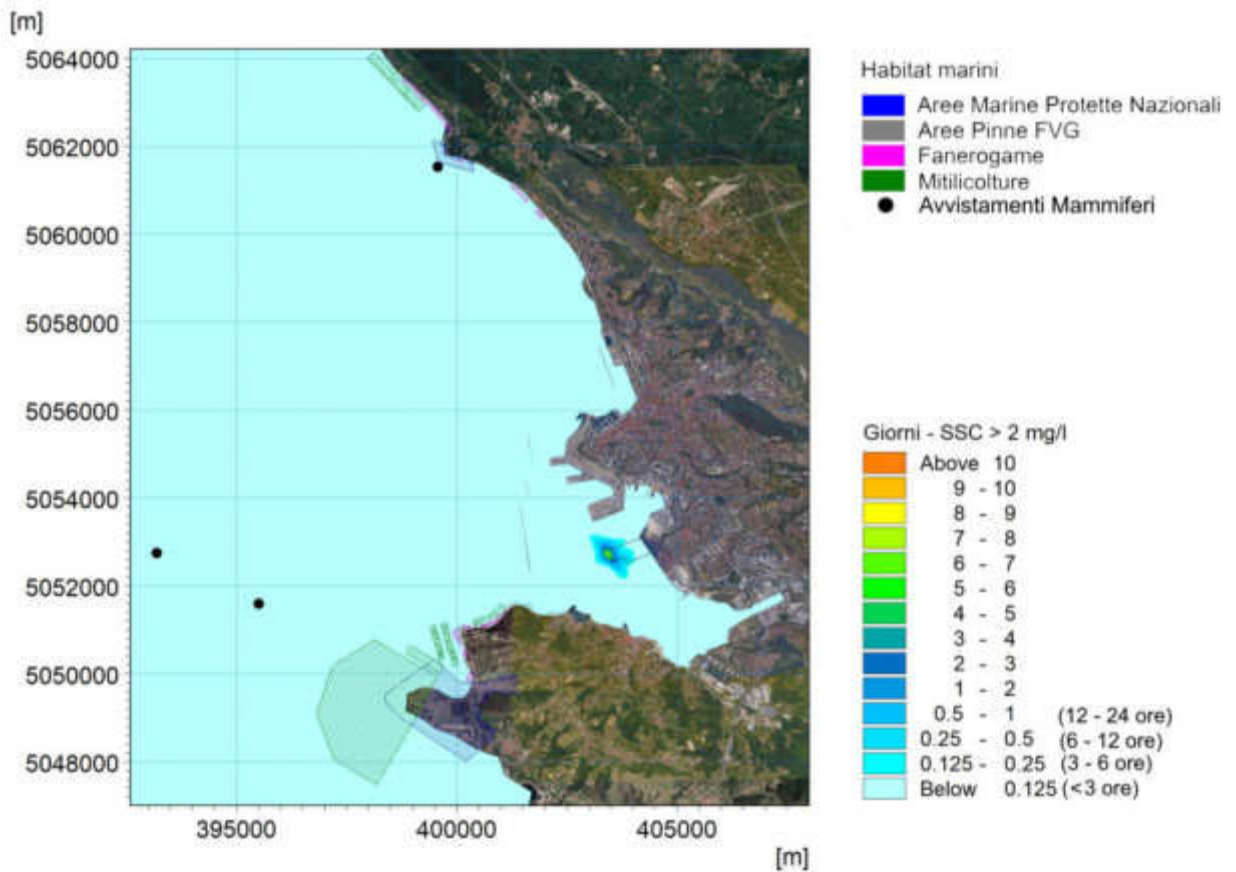 [m]
5064000
5062000
5060000
5058000
5056000
5054000
5052000
5050000
5048000
395000 400000 405000
[m]
Habitat marini
Aree Marine Protette Nazionali
Aree Pinne FVG
Fanerogame
Mitilicolture
Avvistamenti Mammiferi
Giorni - SSC > 2 mg/l
Above 10
9 - 10
8 - 9
7 - 8
6 - 7
5 - 6
4 - 5
3 - 4
2 - 3
1 - 2
0.5 - 1 (12 - 24 ore)
0.25 - 0.5 (6 - 12 ore)
0.125 - 0.25 (3 - 6 ore)
Below 0.125 (<3 ore)